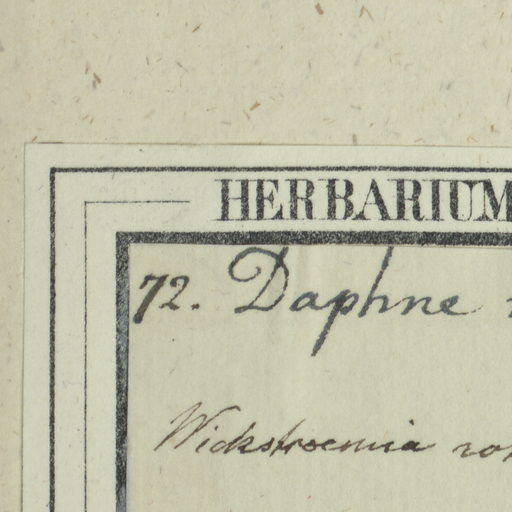 HERBARIUM
72. Daphne
Wickstroemia